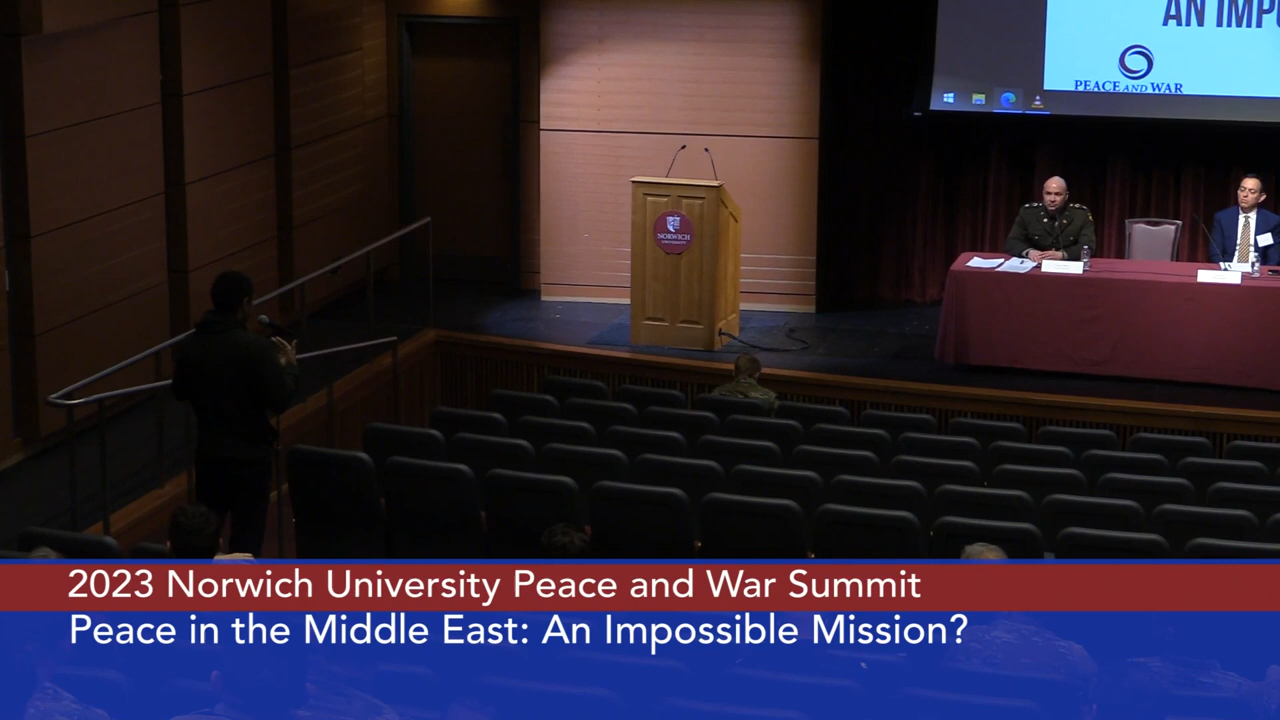 AN IMPO
PEACE AND WAR
NORWICH
UNIVERSITY
2023 Norwich University Peace and War Summit
Peace in the Middle East: An Impossible Mission?